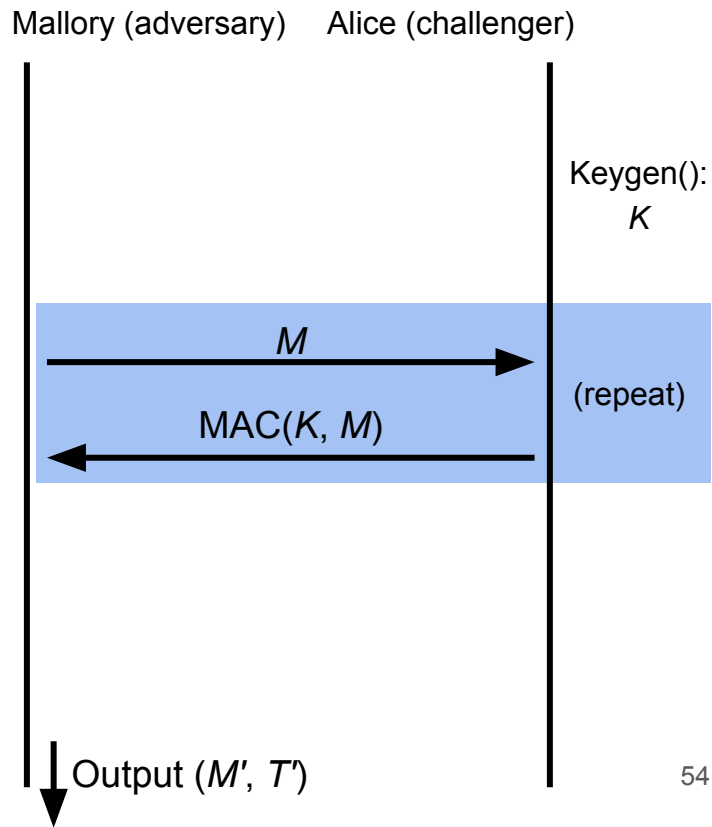 Mallory (adversary) Alice (challenger)
Keygen():
K
M
(repeat)
MAC(K, M)
Output (M', T')
54